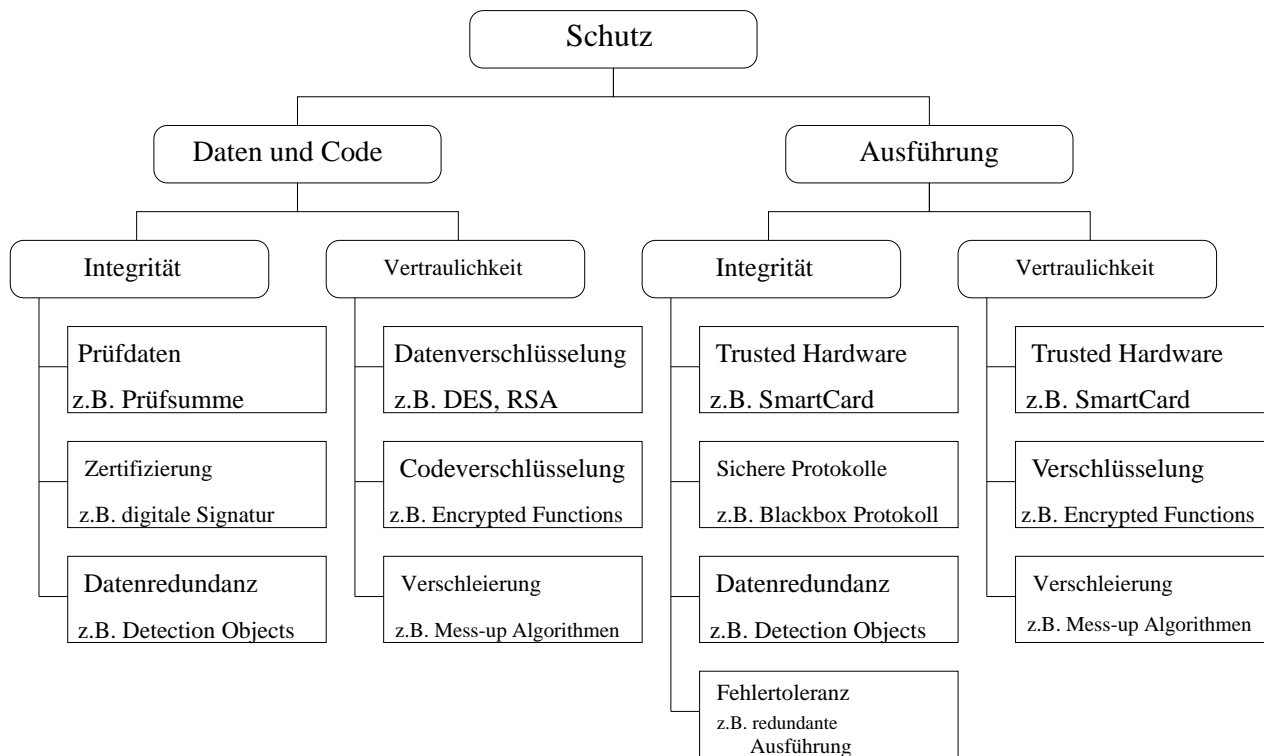 Schutz
Daten und Code
Ausführung
Integrität
Vertraulichkeit
Integrität
Vertraulichkeit
Prüfdaten
z.B. Prüfsumme
Zertifizierung
z.B. digitale Signatur
Datenredundanz
z.B. Detection Objects
Datenverschlüsselung
z.B. DES, RSA
Codeverschlüsselung
z.B. Encrypted Functions
Verschleierung
z.B. Mess-up Algorithmen
Trusted Hardware
z.B. SmartCard
Sichere Protokolle
z.B. Blackbox Protokoll
Datenredundanz
z.B. Detection Objects
Fehlertoleranz
z.B. redundante
Ausführung
Trusted Hardware
z.B. SmartCard
Verschlüsselung
z.B. Encrypted Functions
Verschleierung
z.B. Mess-up Algorithmen